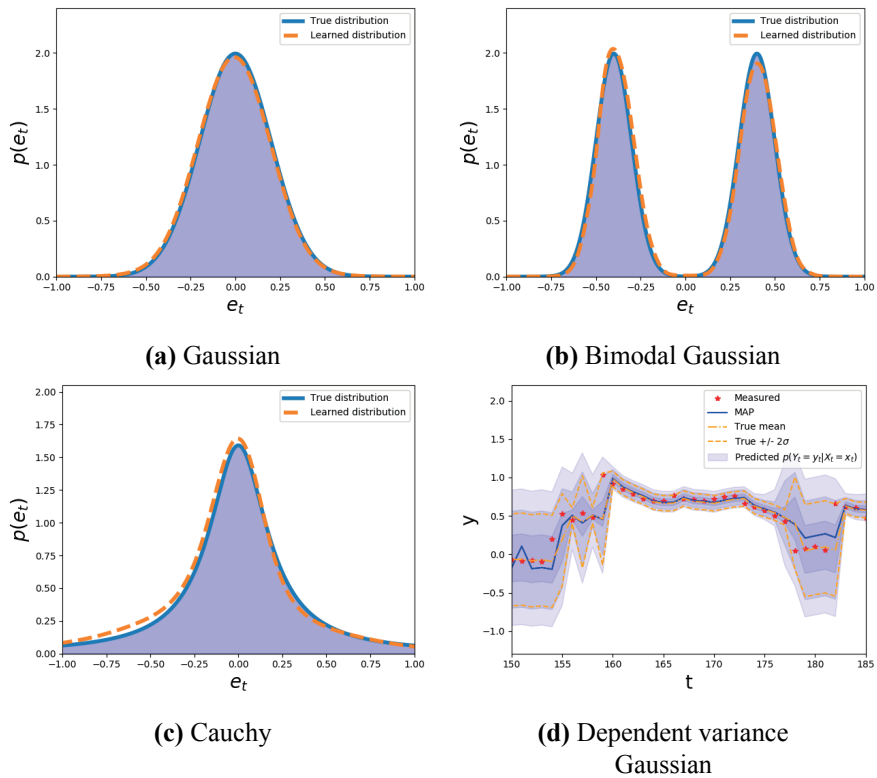 True distribution
Learned distribution
2.0
1.5
1.0
0.5
0.0
p(e_t)
−1.00 −0.75 −0.50 −0.25 0.00 0.25 0.50 0.75 1.00
e_t
(a) Gaussian
True distribution
Learned distribution
2.0
1.5
1.0
0.5
0.0
p(e_t)
−1.00 −0.75 −0.50 −0.25 0.00 0.25 0.50 0.75 1.00
e_t
(b) Bimodal Gaussian
True distribution
Learned distribution
2.00
1.75
1.50
1.25
1.00
0.75
0.50
0.25
0.00
p(e_t)
−1.00 −0.75 −0.50 −0.25 0.00 0.25 0.50 0.75 1.00
e_t
(c) Cauchy
Measured
MAP
True mean
True +/- 2σ
Predicted p(Y_t = y_t|X_t = x_t)
2.0
1.5
1.0
0.5
0.0
−0.5
−1.0
y
150 155 160 165 170 175 180 185
t
(d) Dependent variance
Gaussian